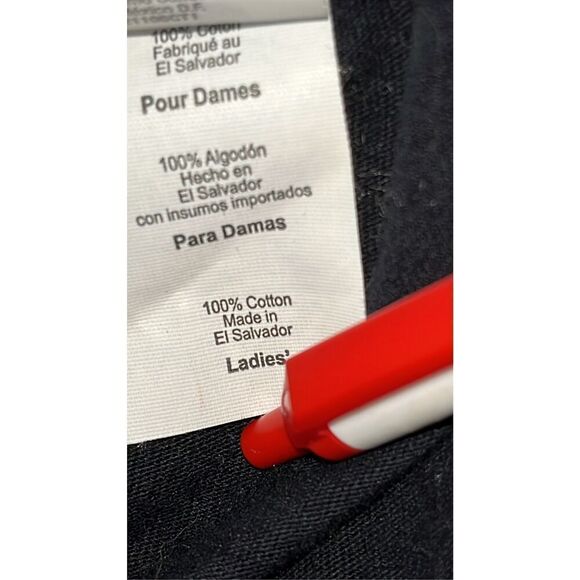 México D.F.
100% Coton
Fabriqué au
El Salvador
Pour Dames
100% Algodón
Hecho en
El Salvador
con insumos importados
Para Damas
100% Cotton
Made in
El Salvador
Ladies'